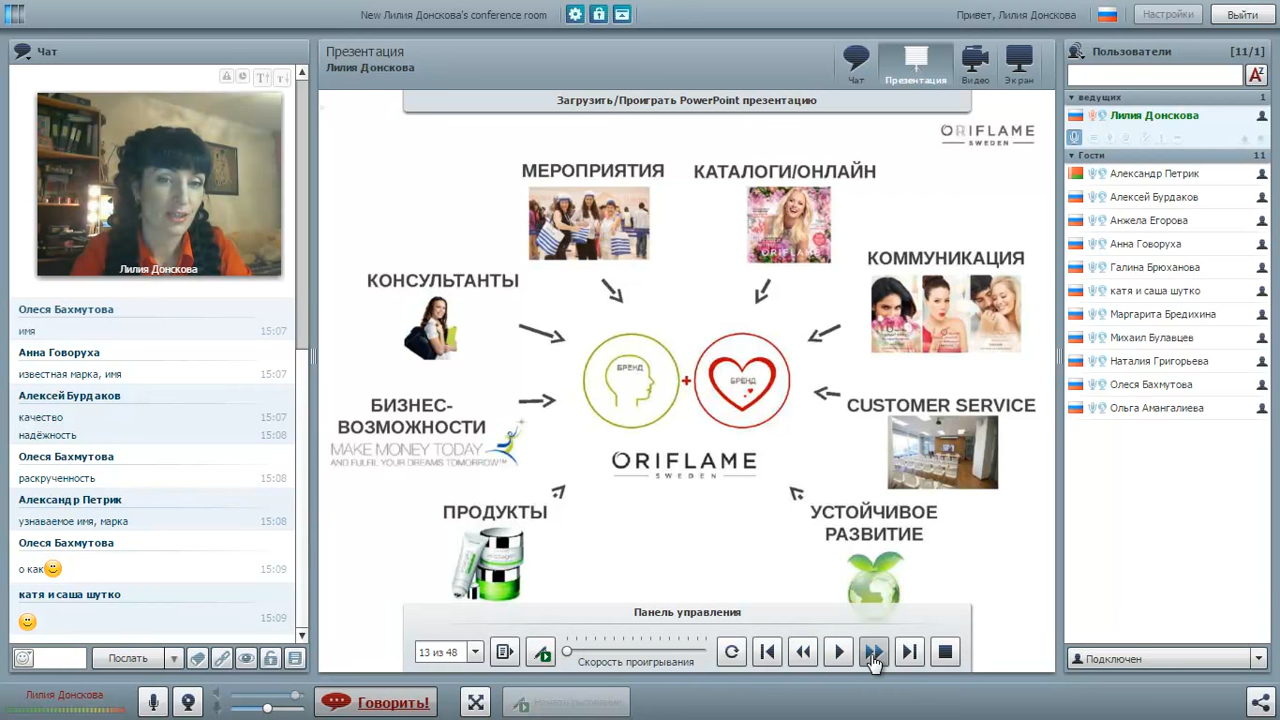 New Лилия Донскова's conference room
Привет, Лилия Донскова
Настройки
Выйти
Чат
Лилия Донскова
Олеся Бахмутова
имя 15:07
Анна Говоруха
известная марка, имя 15:07
Алексей Бурдаков
качество 15:07
надёжность 15:08
Олеся Бахмутова
раскрученность 15:08
Александр Петрик
узнаваемое имя, марка 15:08
Олеся Бахмутова
о как 15:09
катя и саша шутко
15:09
Послать
Презентация
Лилия Донскова
Чат
Презентация
Видео
Экран
Загрузить/Проиграть PowerPoint презентацию
ORIFLAME
SWEDEN
МЕРОПРИЯТИЯ
КАТАЛОГИ/ОНЛАЙН
КОНСУЛЬТАНТЫ
КОММУНИКАЦИЯ
БРЕНД
+
БРЕНД
БИЗНЕС-
ВОЗМОЖНОСТИ
MAKE MONEY TODAY
AND FULFIL YOUR DREAMS TOMORROW™
CUSTOMER SERVICE
ORIFLAME
SWEDEN
ПРОДУКТЫ
УСТОЙЧИВОЕ
РАЗВИТИЕ
Панель управления
13 из 48
Скорость проигрывания
Пользователи [11/1]
ведущих 1
Лилия Донскова
Гости 11
Александр Петрик
Алексей Бурдаков
Анжела Егорова
Анна Говоруха
Галина Брюханова
катя и саша шутко
Маргарита Бредихина
Михаил Булавцев
Наталия Григорьева
Олеся Бахмутова
Ольга Амангалиева
Подключен
Лилия Донскова
Говорить!